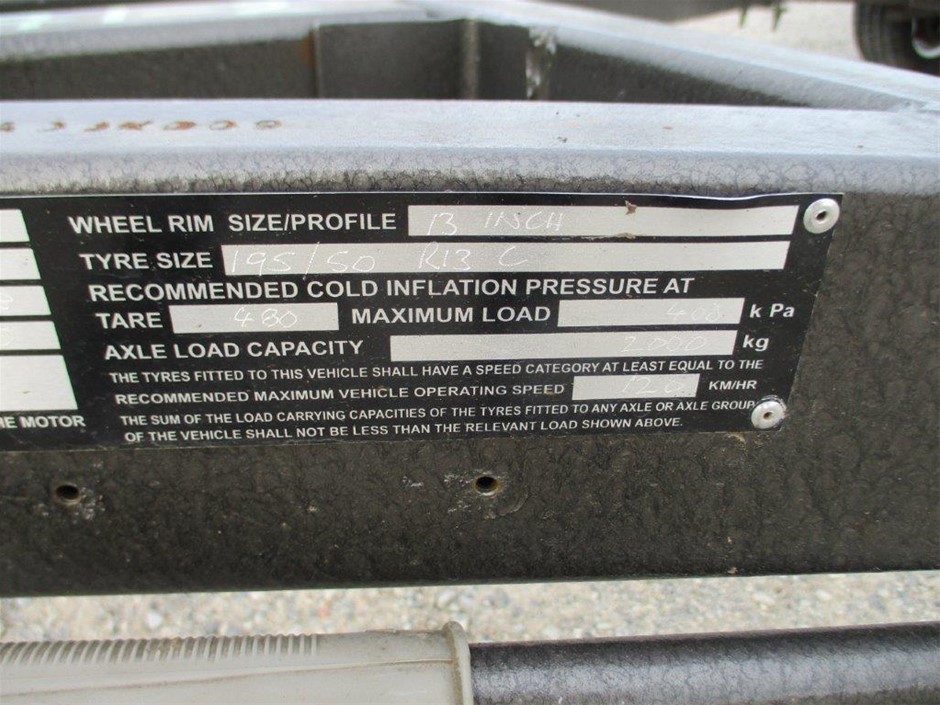 WHEEL RIM SIZE/PROFILE 13 INCH
TYRE SIZE 195/50 R13 C
RECOMMENDED COLD INFLATION PRESSURE AT
TARE 480 MAXIMUM LOAD 400 k Pa
AXLE LOAD CAPACITY 2000 kg
THE TYRES FITTED TO THIS VEHICLE SHALL HAVE A SPEED CATEGORY AT LEAST EQUAL TO THE
RECOMMENDED MAXIMUM VEHICLE OPERATING SPEED 120 KM/HR
THE SUM OF THE LOAD CARRYING CAPACITIES OF THE TYRES FITTED TO ANY AXLE OR AXLE GROUP
OF THE VEHICLE SHALL NOT BE LESS THAN THE RELEVANT LOAD SHOWN ABOVE.
MOTOR